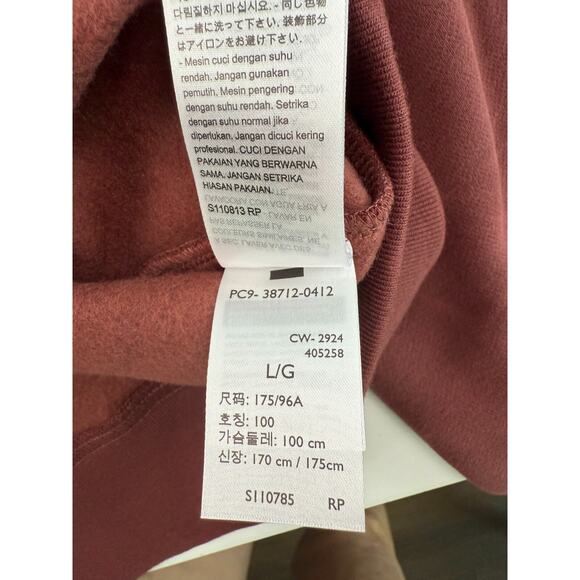 다림질하지 마십시오. - 同じ色物
と一緒に洗って下さい。装飾部分
はアイロンをお避け下さい。
- Mesin cuci dengan suhu
rendah. Jangan gunakan
pemutih. Mesin pengering
dengan suhu rendah. Setrika
dengan suhu normal jika
diperlukan. Jangan dicuci kering
profesional. CUCI DENGAN
PAKAIAN YANG BERWARNA
SAMA. JANGAN SETRIKA
HIASAN PAKAIAN.
S110813 RP
PC9- 38712-0412
CW- 2924
405258
L/G
尺码: 175/96A
호칭: 100
가슴둘레: 100 cm
신장: 170 cm / 175cm
S110785 RP